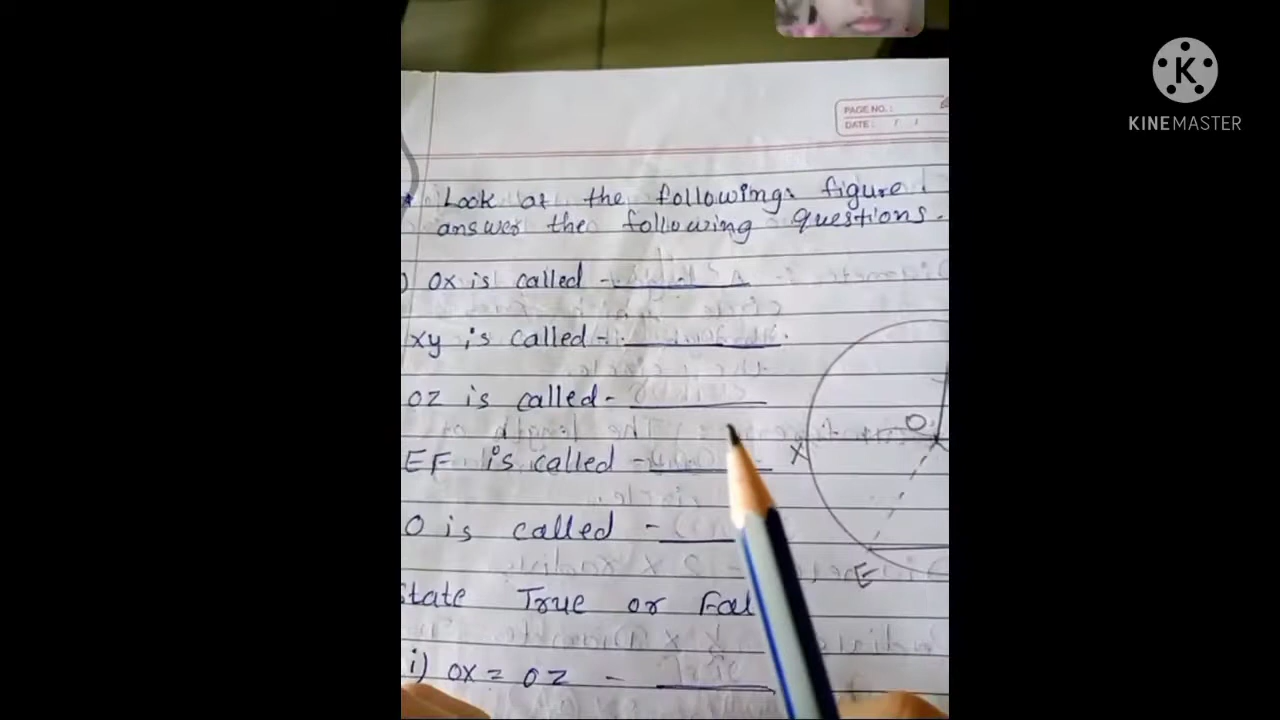 K
KINEMASTER
PAGE NO.:
DATE: / /
Look at the following figure.
answer the following questions.
) OX is called -
xy is called -
OZ is called -
EF is called -
O is called -
State True or Fal
i) OX = OZ -
O
X
E